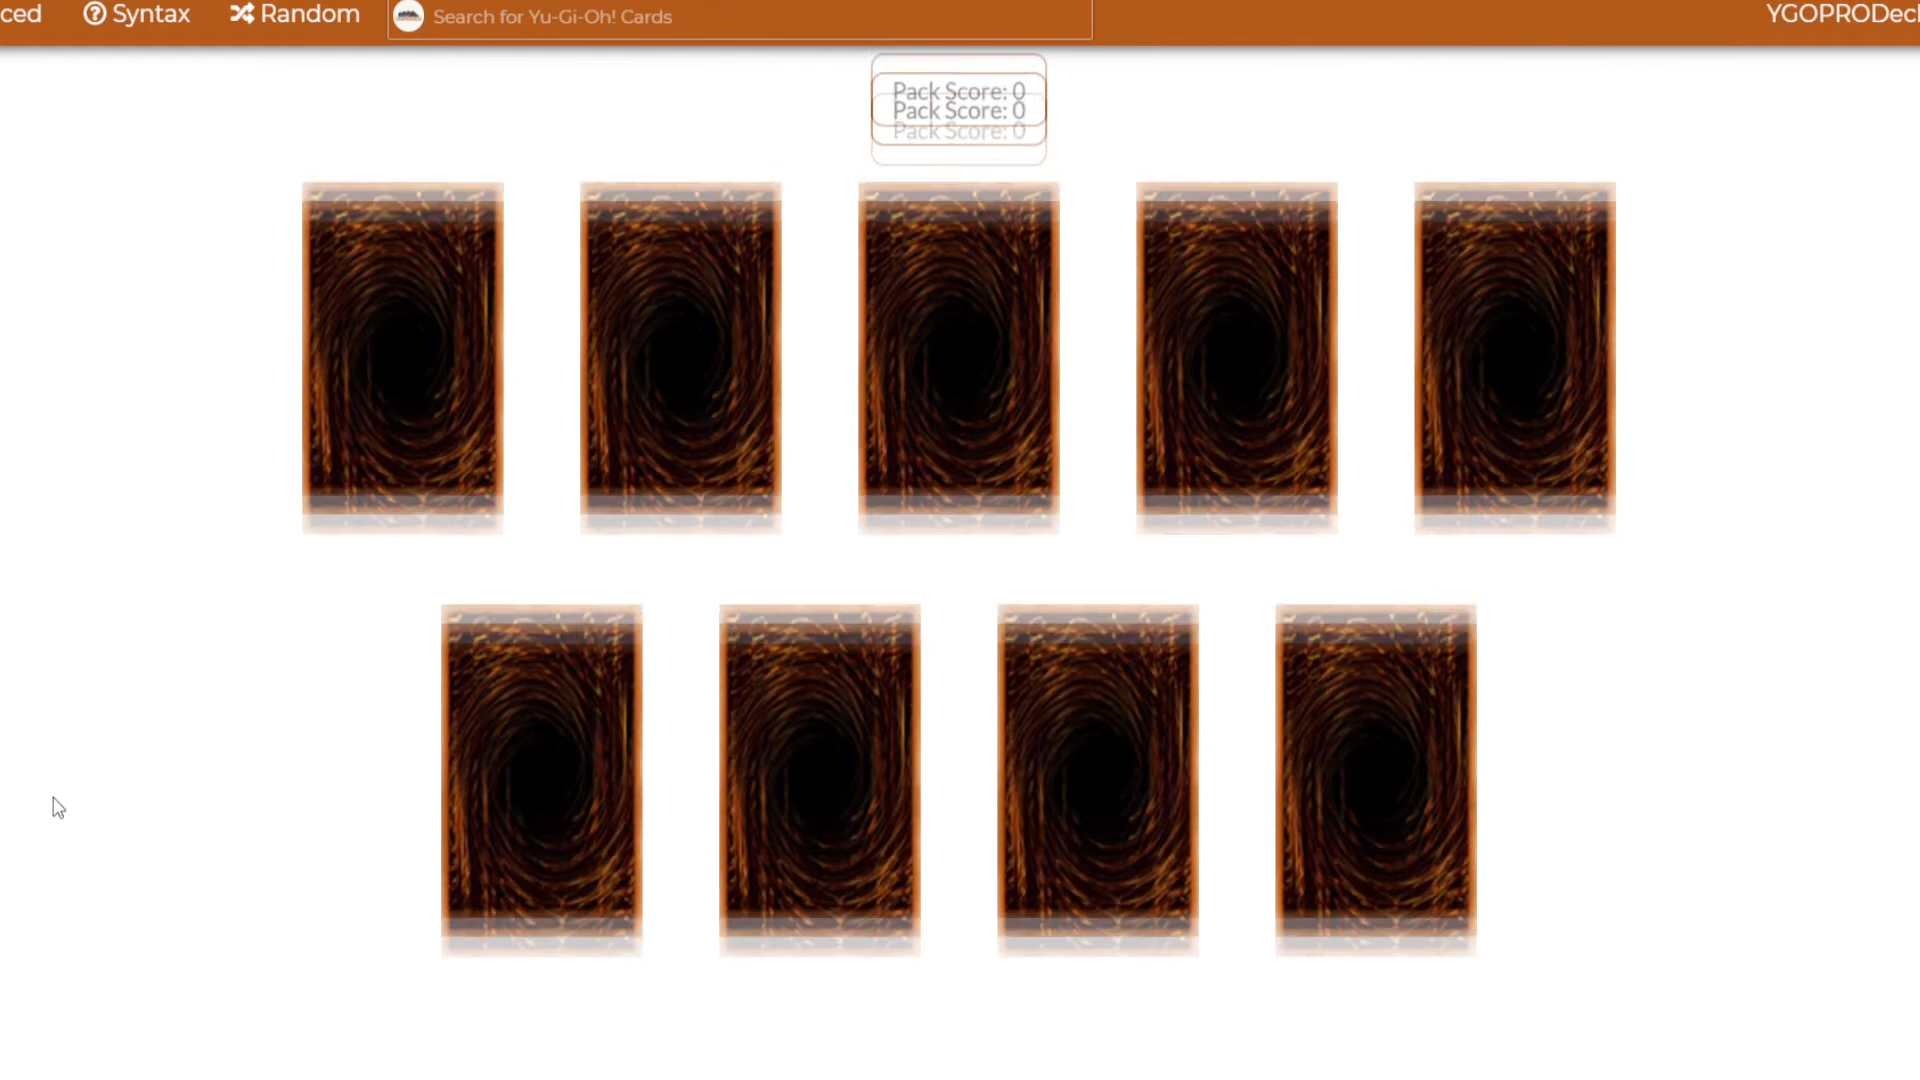 ced
Syntax
Random
Search for Yu-Gi-Oh! Cards
YGOPRODec
Pack Score: 0
Pack Score: 0
Pack Score: 0